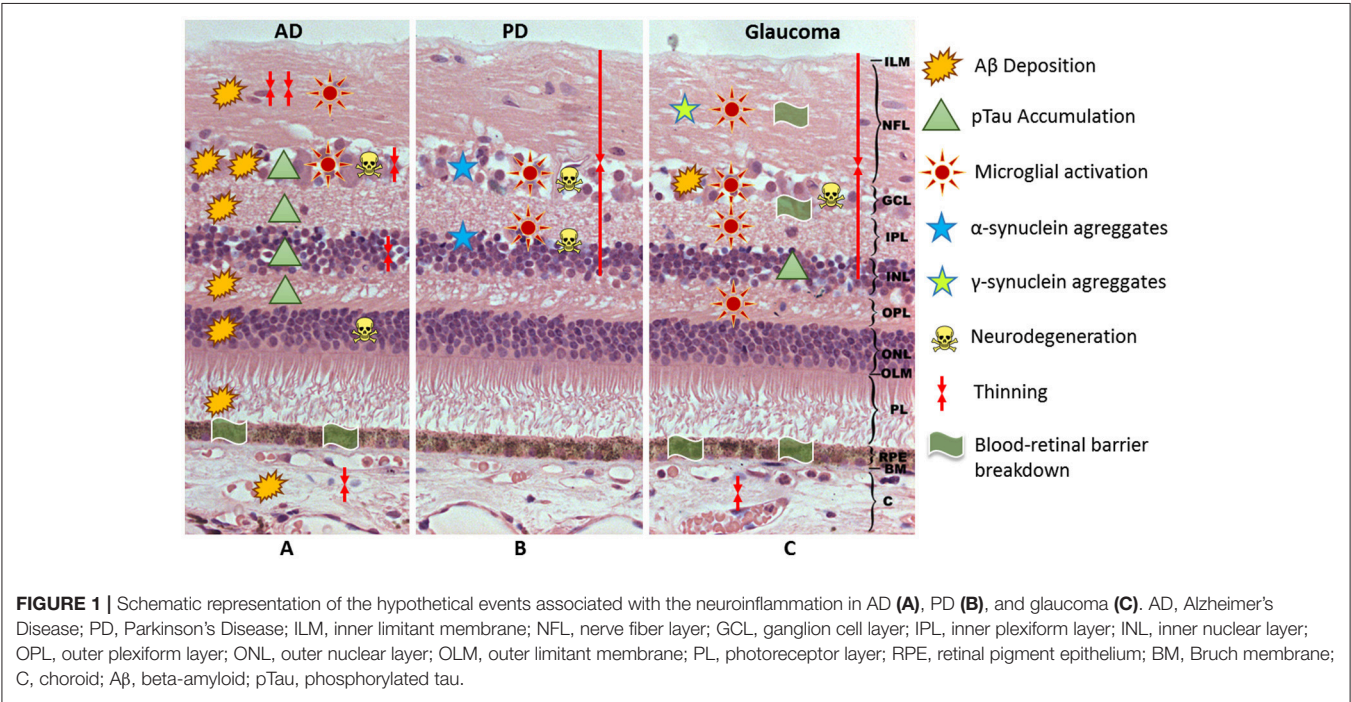 AD
PD
Glaucoma
ILM
NFL
GCL
IPL
INL
OPL
ONL
OLM
PL
RPE
BM
C
Aβ Deposition
pTau Accumulation
Microglial activation
α-synuclein agreggates
γ-synuclein agreggates
Neurodegeneration
Thinning
Blood-retinal barrier
breakdown
A
B
C
FIGURE 1 | Schematic representation of the hypothetical events associated with the neuroinflammation in AD (A), PD (B), and glaucoma (C). AD, Alzheimer's
Disease; PD, Parkinson's Disease; ILM, inner limitant membrane; NFL, nerve fiber layer; GCL, ganglion cell layer; IPL, inner plexiform layer; INL, inner nuclear layer;
OPL, outer plexiform layer; ONL, outer nuclear layer; OLM, outer limitant membrane; PL, photoreceptor layer; RPE, retinal pigment epithelium; BM, Bruch membrane;
C, choroid; Aβ, beta-amyloid; pTau, phosphorylated tau.